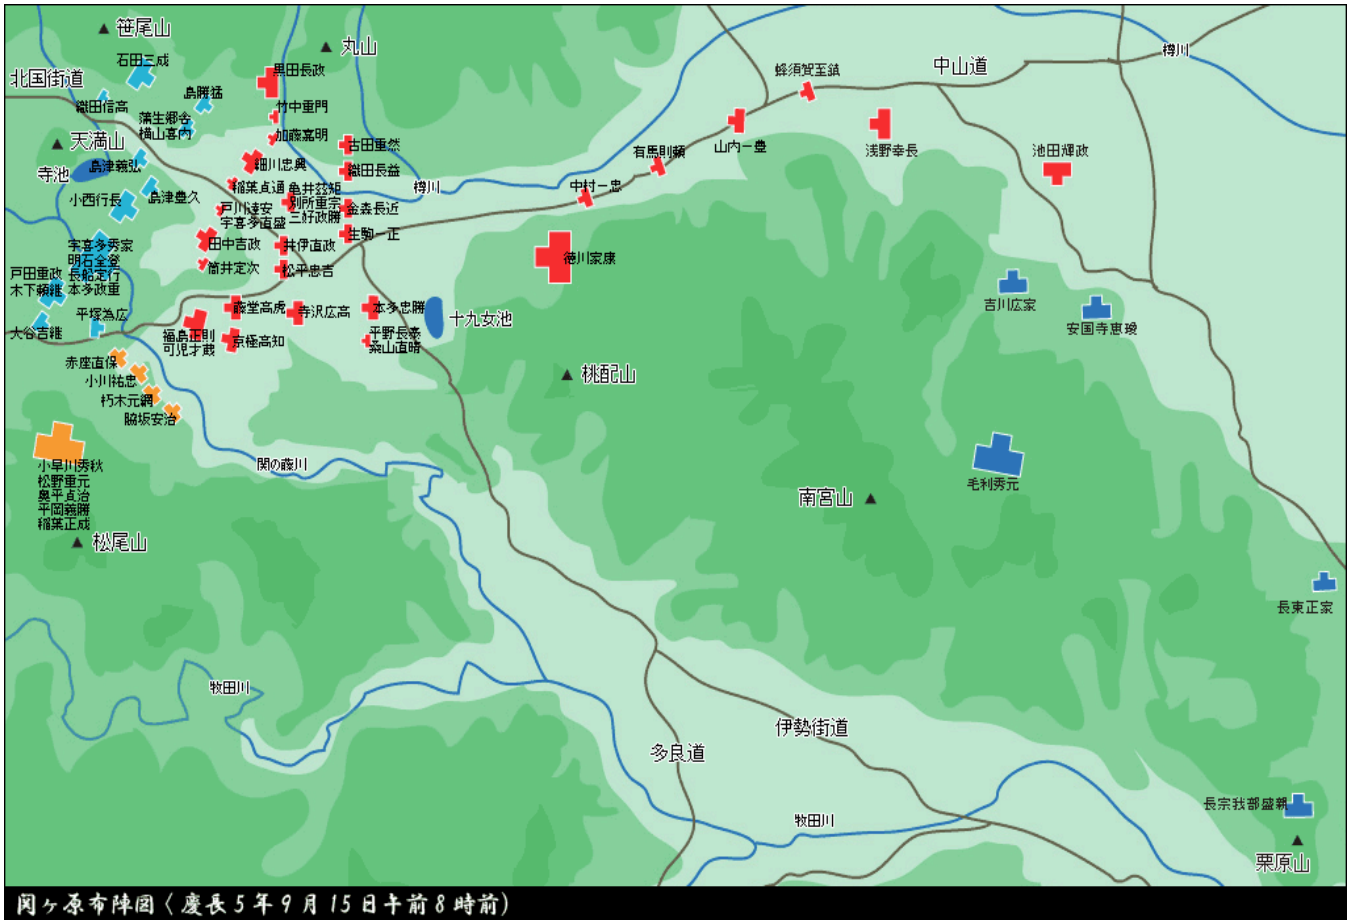 笹尾山
丸山
石田三成
北国街道
黒田長政
中山道
樽川
蜂須賀至鎮
島勝猛
織田信高
竹中重門
蒲生郷舎
横山喜内
加藤嘉明
天満山
古田重然
山内一豊
浅野幸長
池田輝政
有馬則頼
島津義弘
細川忠興
織田長益
寺池
稲葉貞通
亀井茲矩
樽川
中村一忠
島津豊久
小西行長
別所重宗
戸川達安
三好政勝
金森長近
宇喜多直盛
生駒一正
宇喜多秀家
明石全登
長船定行
本多政重
田中吉政
井伊直政
徳川家康
筒井定次
松平忠吉
戸田重政
木下頼継
吉川広家
安国寺恵瓊
平塚為広
藤堂高虎
寺沢広高
本多忠勝
十九女池
大谷吉継
福島正則
可児才蔵
京極高知
平野長泰
桑山直晴
赤座直保
小川祐忠
桃配山
朽木元網
脇坂安治
小早川秀秋
松野重元
奥平貞治
平岡義勝
稲葉正成
関の藤川
毛利秀元
南宮山
松尾山
長束正家
牧田川
伊勢街道
多良道
長宗我部盛親
牧田川
栗原山
関ヶ原布陣図〈慶長5年9月15日午前8時前)